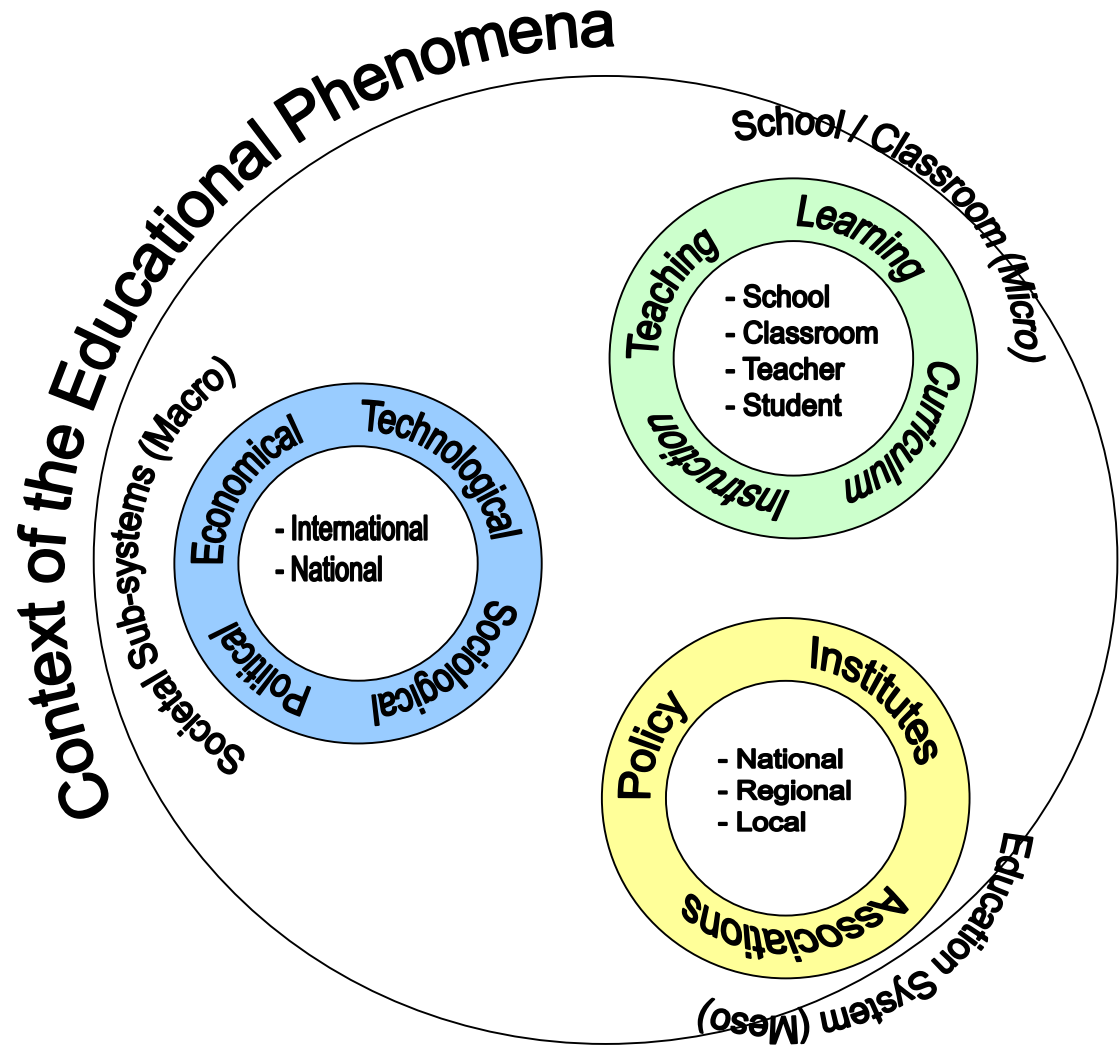 Context of the Educational Phenomena
Societal Sub-systems (Macro)
Economical
Technological
Sociological
Political
- International
- National
School / Classroom (Micro)
Teaching
Learning
Curriculum
Instruction
- School
- Classroom
- Teacher
- Student
Education System (Meso)
Policy
Institutes
Associations
- National
- Regional
- Local